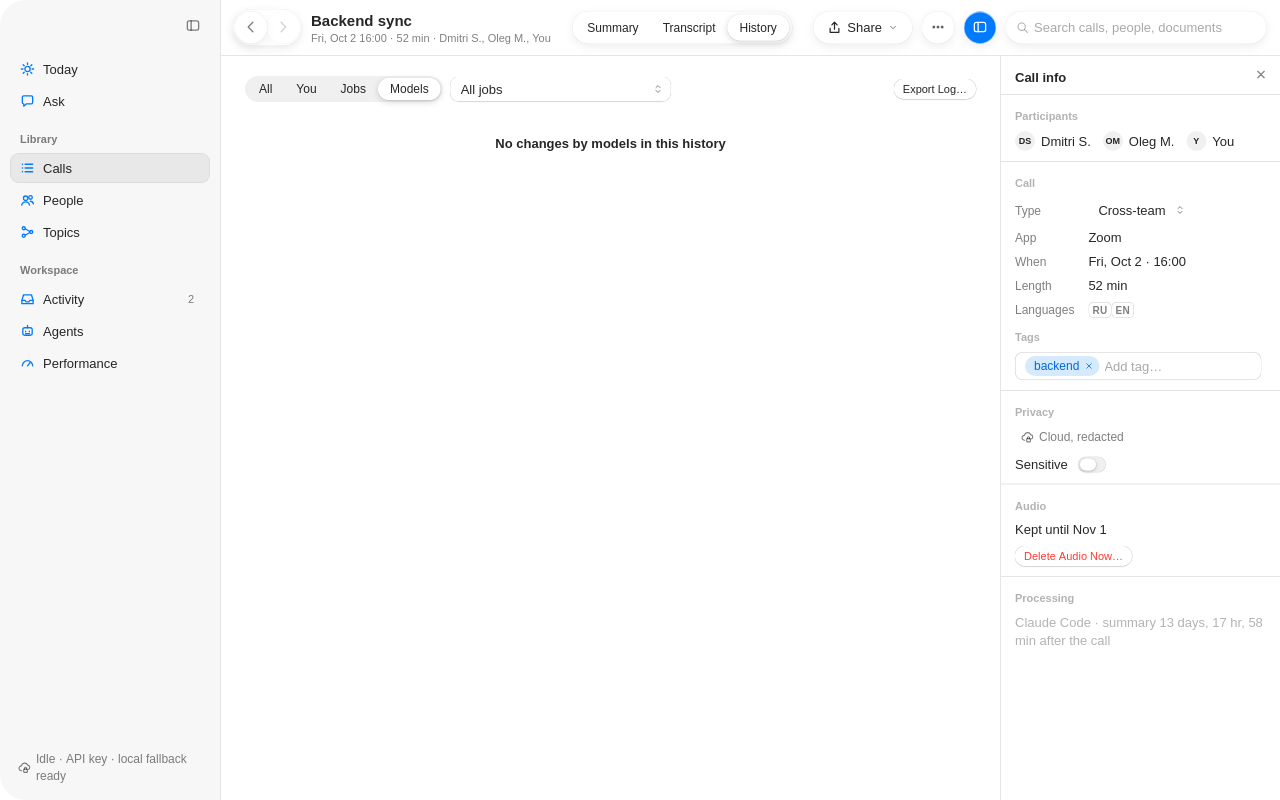 Today
Ask
Library
Calls
People
Topics
Workspace
Activity 2
Agents
Performance
Idle · API key · local fallback
ready
Backend sync
Fri, Oct 2 16:00 · 52 min · Dmitri S., Oleg M., You
Summary Transcript History
Share
Search calls, people, documents
All You Jobs Models
All jobs
Export Log…
No changes by models in this history
Call info
Participants
DS Dmitri S. OM Oleg M. Y You
Call
Type Cross-team
App Zoom
When Fri, Oct 2 · 16:00
Length 52 min
Languages RU EN
Tags
backend × Add tag…
Privacy
Cloud, redacted
Sensitive
Audio
Kept until Nov 1
Delete Audio Now…
Processing
Claude Code · summary 13 days, 17 hr, 58
min after the call